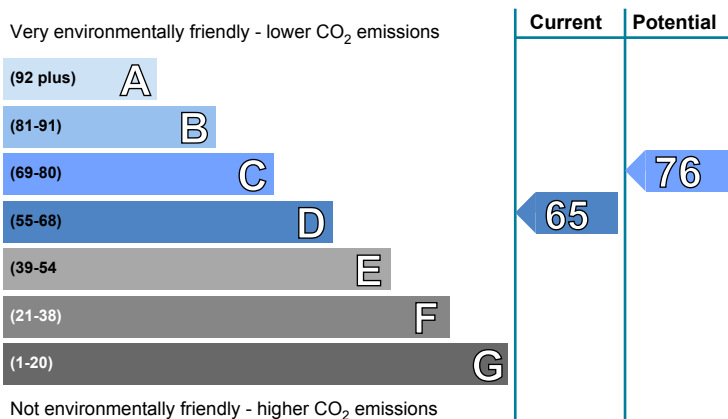 Current Potential
Very environmentally friendly - lower CO2 emissions
(92 plus) A
(81-91) B
(69-80) C
76
(55-68) D
65
(39-54 E
(21-38) F
(1-20) G
Not environmentally friendly - higher CO2 emissions